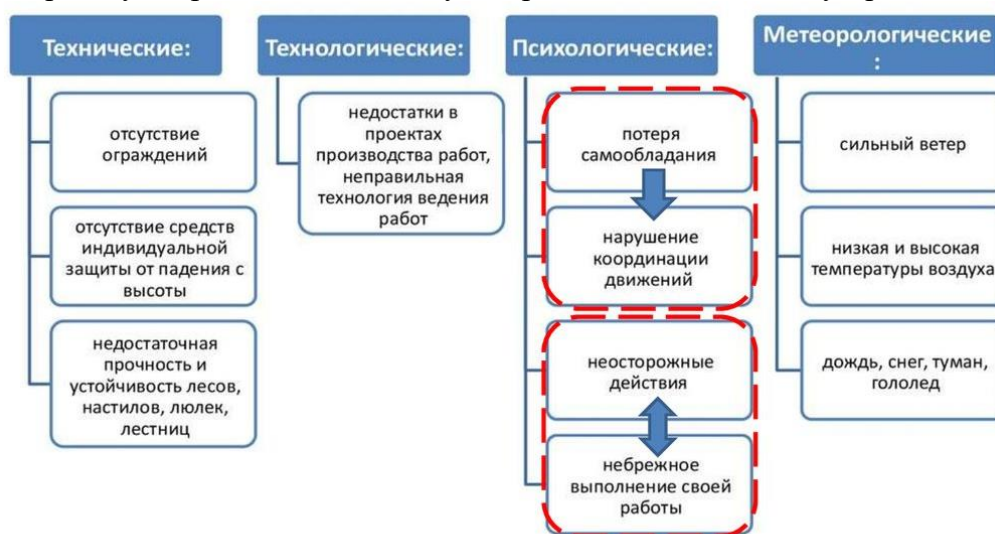 Технические:
отсутствие
ограждений
отсутствие средств
индивидуальной
защиты от падения с
высоты
недостаточная
прочность и
устойчивость лесов,
настилов, люлек,
лестниц
Технологические:
недостатки в
проектах
производства работ,
неправильная
технология ведения
работ
Психологические:
потеря
самообладания
нарушение
координации
движений
неосторожные
действия
небрежное
выполнение своей
работы
Метеорологические
:
сильный ветер
низкая и высокая
температуры воздуха
дождь, снег, туман,
гололед